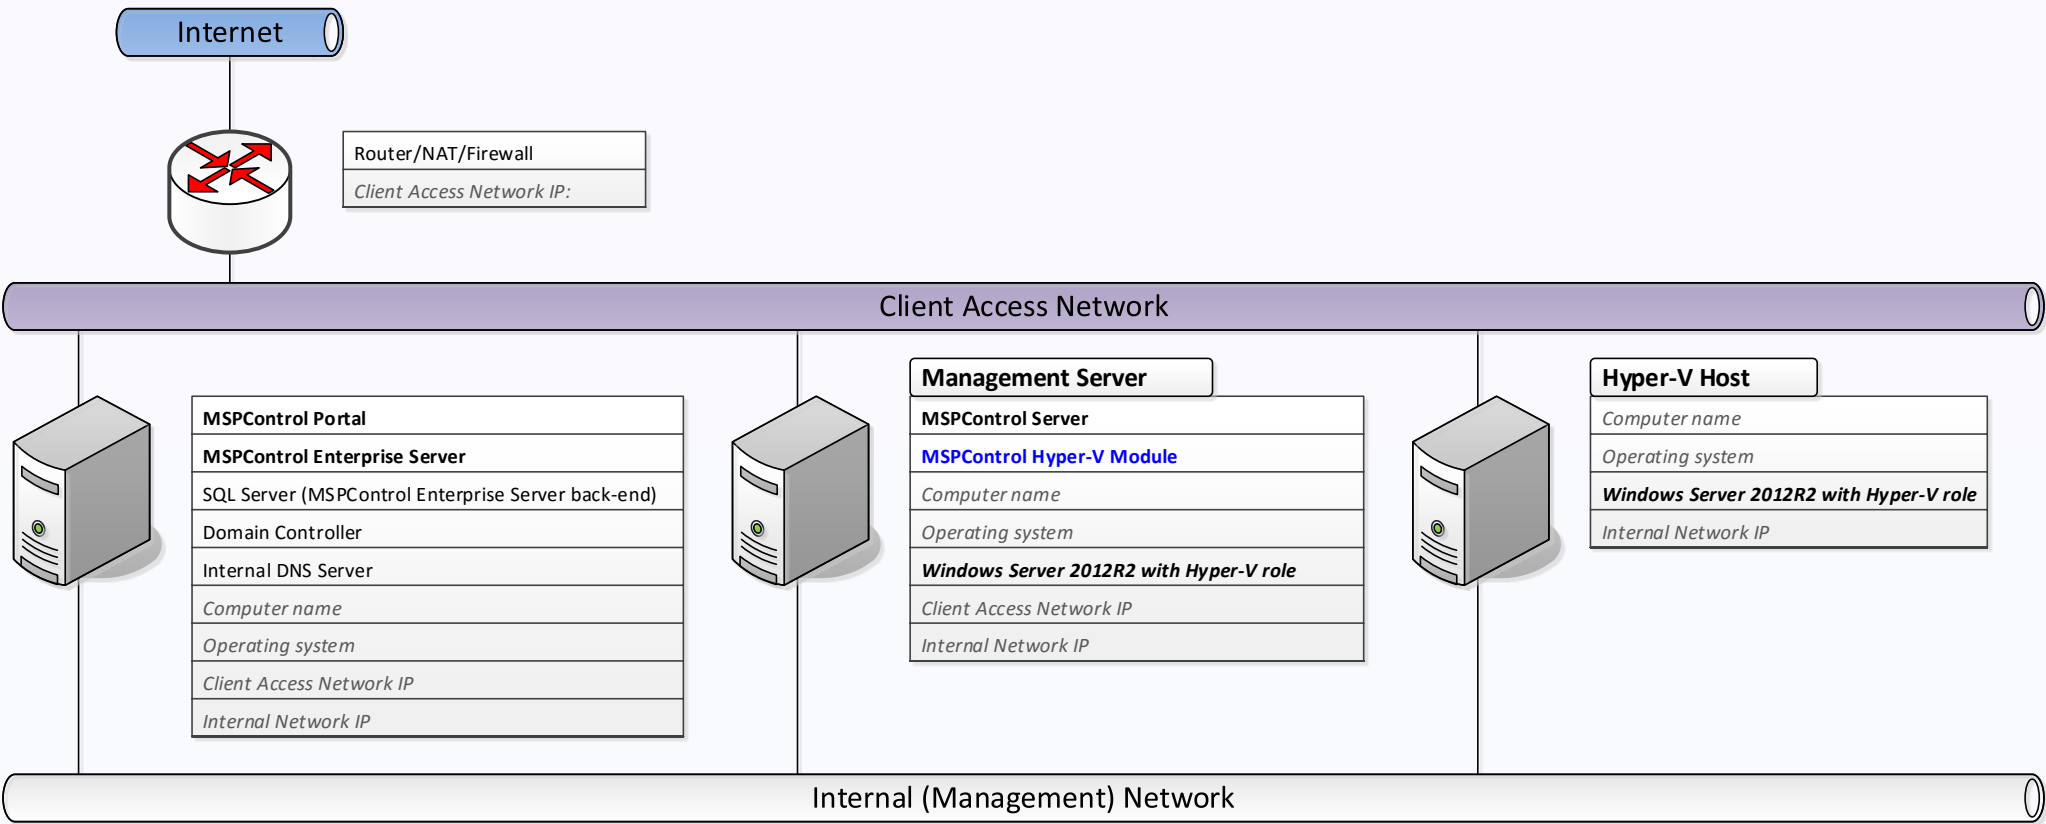 Internet
Router/NAT/Firewall
Client Access Network IP:
Client Access Network
MSPControl Portal
MSPControl Enterprise Server
SQL Server (MSPControl Enterprise Server back-end)
Domain Controller
Internal DNS Server
Computer name
Operating system
Client Access Network IP
Internal Network IP
Management Server
MSPControl Server
MSPControl Hyper-V Module
Computer name
Operating system
Windows Server 2012R2 with Hyper-V role
Client Access Network IP
Internal Network IP
Hyper-V Host
Computer name
Operating system
Windows Server 2012R2 with Hyper-V role
Internal Network IP
Internal (Management) Network